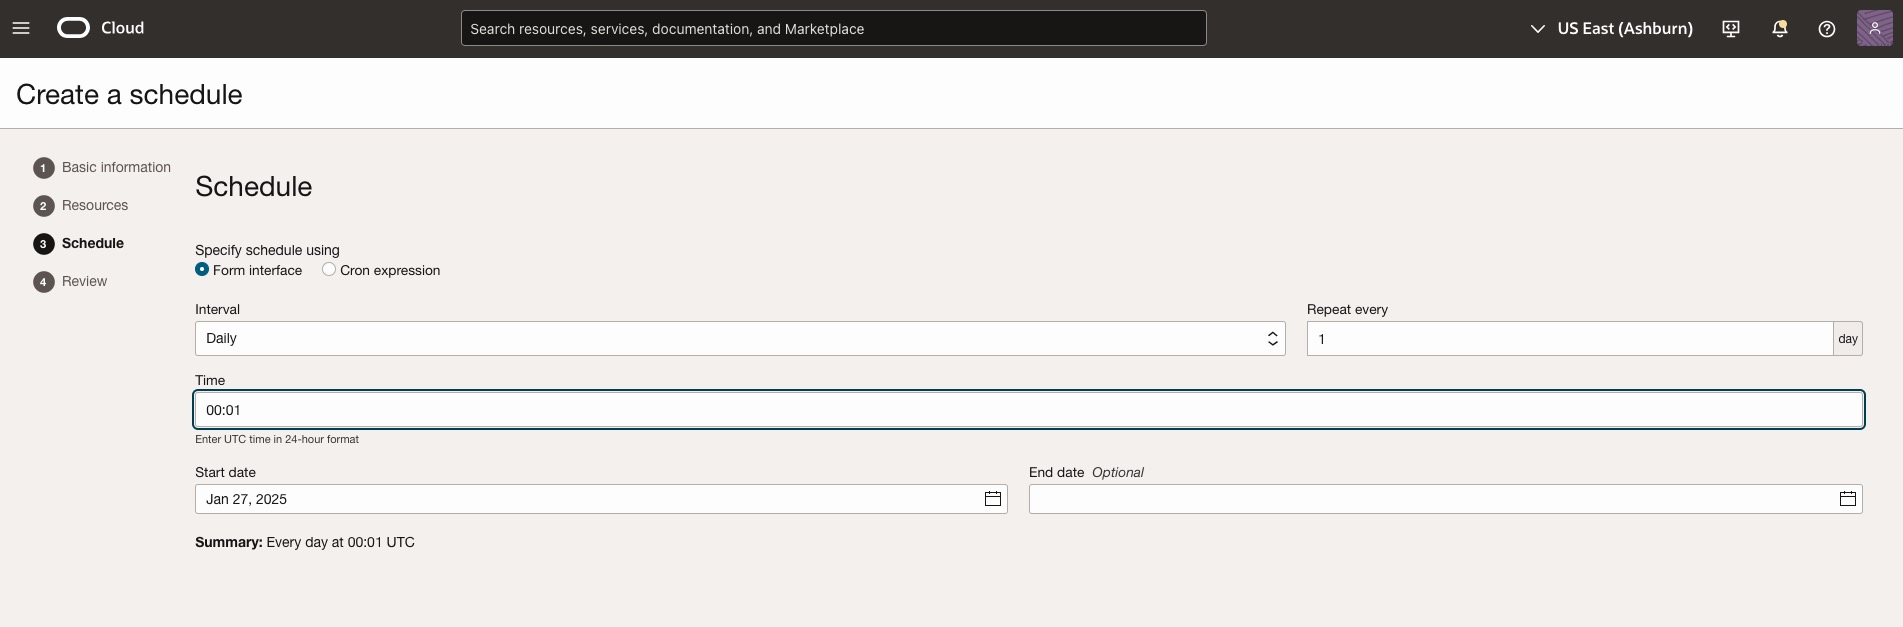 Cloud
Search resources, services, documentation, and Marketplace
US East (Ashburn)
Create a schedule
1 Basic information
2 Resources
3 Schedule
4 Review
Schedule
Specify schedule using
Form interface Cron expression
Interval Repeat every
Daily 1 day
Time
00:01
Enter UTC time in 24-hour format
Start date End date Optional
Jan 27, 2025
Summary: Every day at 00:01 UTC